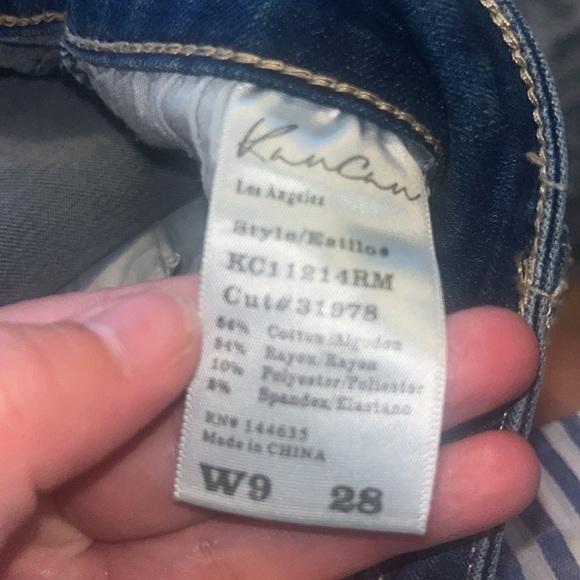 KanCan
Los Angeles
Style/Estilos
KC11214RM
Cut#31978
54% Cotton/Algodon
34% Rayon/Rayon
10% Polyester/Poliester
2% Spandex/Elastano
RN# 144635
Made in CHINA
W9 28